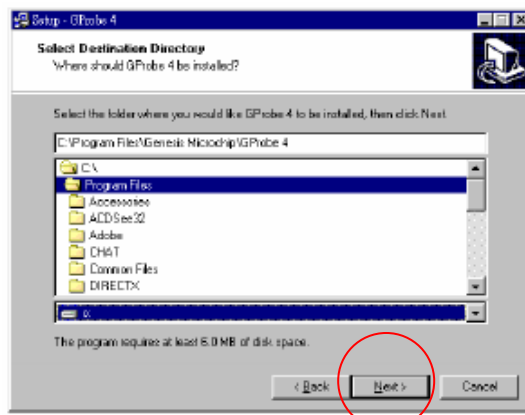 Setup - GProbe 4
Select Destination Directory
Where should GProbe 4 be installed?
Select the folder where you would like GProbe 4 to be installed, then click Next.
C:\Program Files\Genesis Microchip\GProbe 4
C:\
Program Files
Accessories
ACDSee32
Adobe
CHAT
Common Files
DIRECTX
The program requires at least 6.0 MB of disk space.
< Back
Next >
Cancel